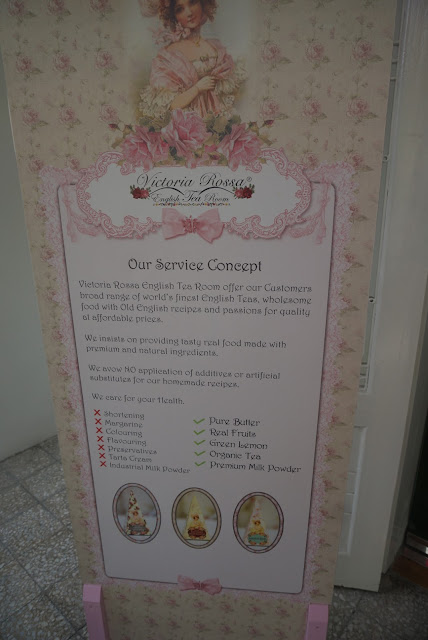 Victoria Rossa®
English Tea Room
Our Service Concept
Victoria Rossa English Tea Room offer our Customers
broad range of world's finest English Teas, wholesome
food with Old English recipes and passions for quality
at affordable prices.
We insists on providing tasty real food made with
premium and natural ingredients.
We avow NO application of additives or artificial
substitutes for our homemade recipes.
We care for your Health.
✗ Shortening
✗ Margarine
✗ Colouring
✗ Flavouring
✗ Preservatives
✗ Tarta Cream
✗ Industrial Milk Powder
✓ Pure Butter
✓ Real Fruits
✓ Green Lemon
✓ Organic Tea
✓ Premium Milk Powder